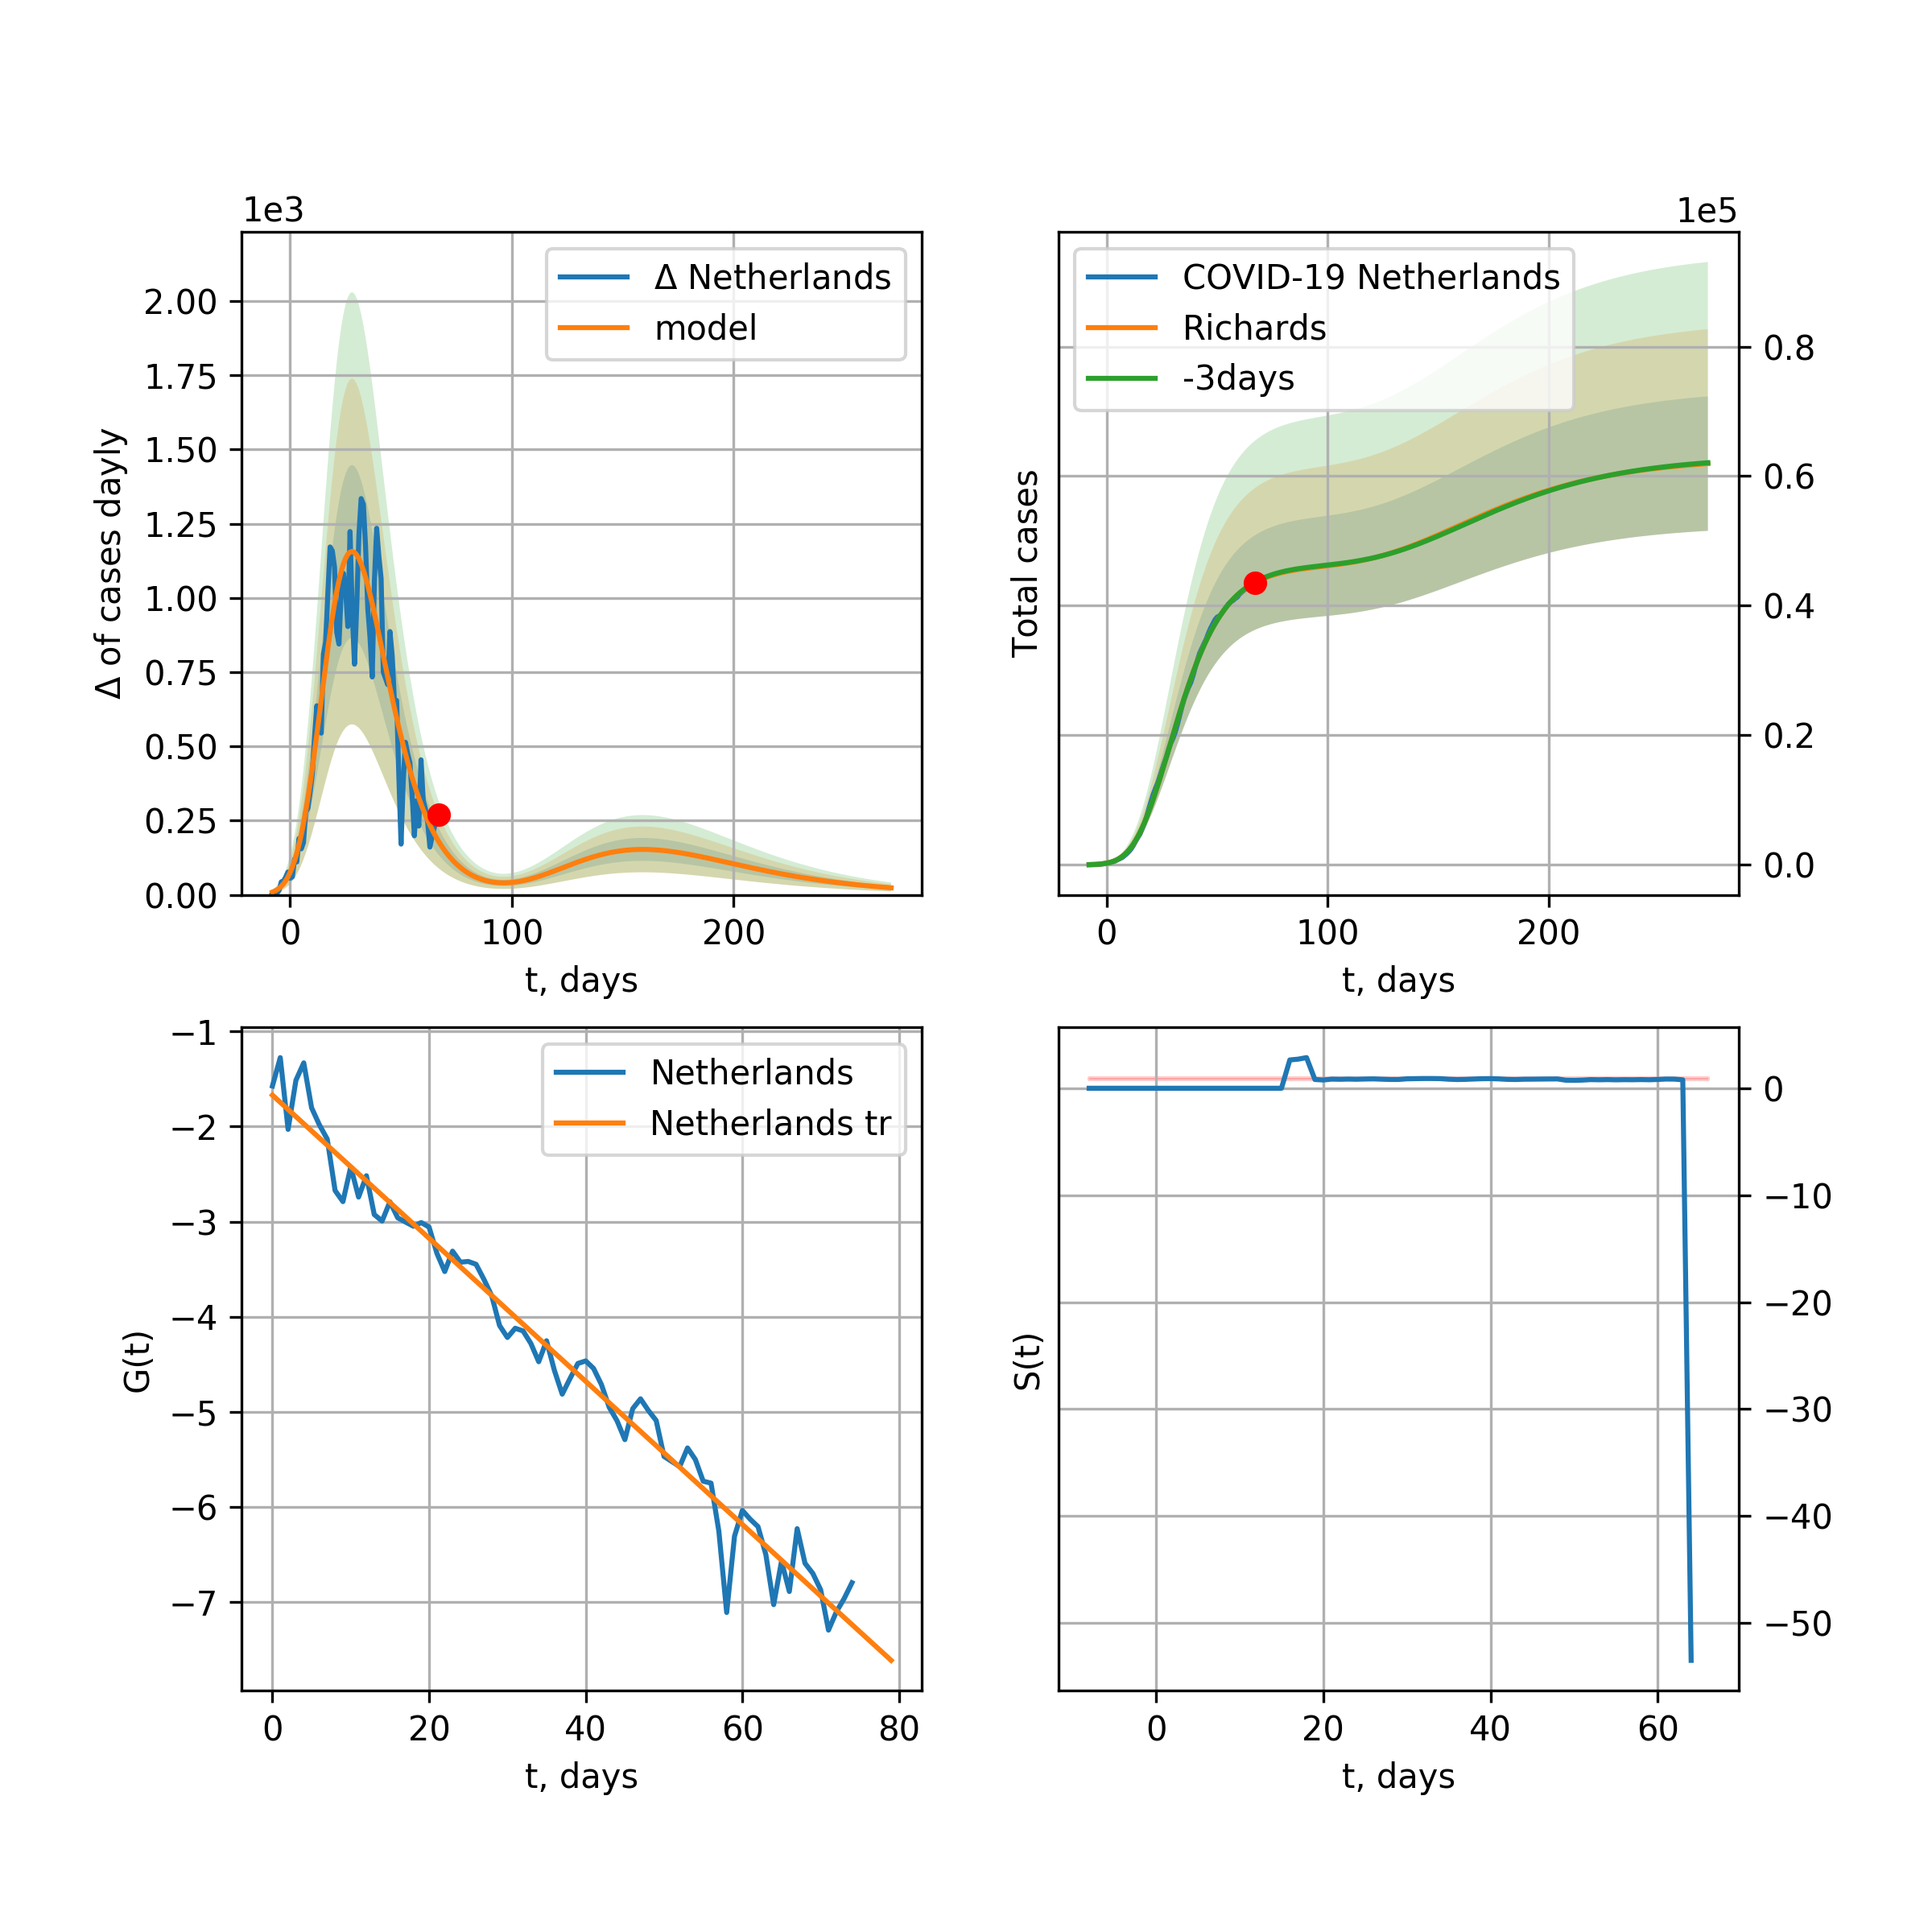 1e3
Δ Netherlands
model
2.00
1.75
1.50
1.25
1.00
0.75
0.50
0.25
0.00
Δ of cases dayly
0 100 200
t, days
1e5
COVID-19 Netherlands
Richards
-3days
0.8
0.6
0.4
0.2
0.0
Total cases
0 100 200
t, days
Netherlands
Netherlands tr
−1
−2
−3
−4
−5
−6
−7
G(t)
0 20 40 60 80
t, days
0
−10
−20
−30
−40
−50
S(t)
0 20 40 60
t, days